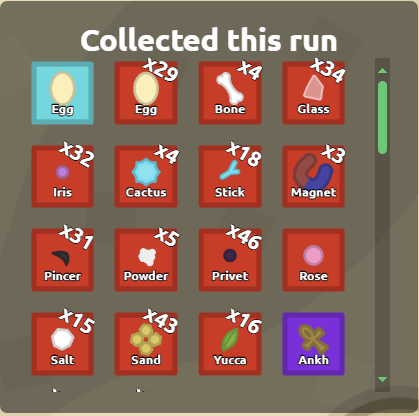 Collected this run
Egg
x29
Egg
x4
Bone
x34
Glass
x32
Iris
x4
Cactus
x18
Stick
x3
Magnet
x31
Pincer
x5
Powder
x46
Privet
Rose
x15
Salt
x43
Sand
x16
Yucca
Ankh